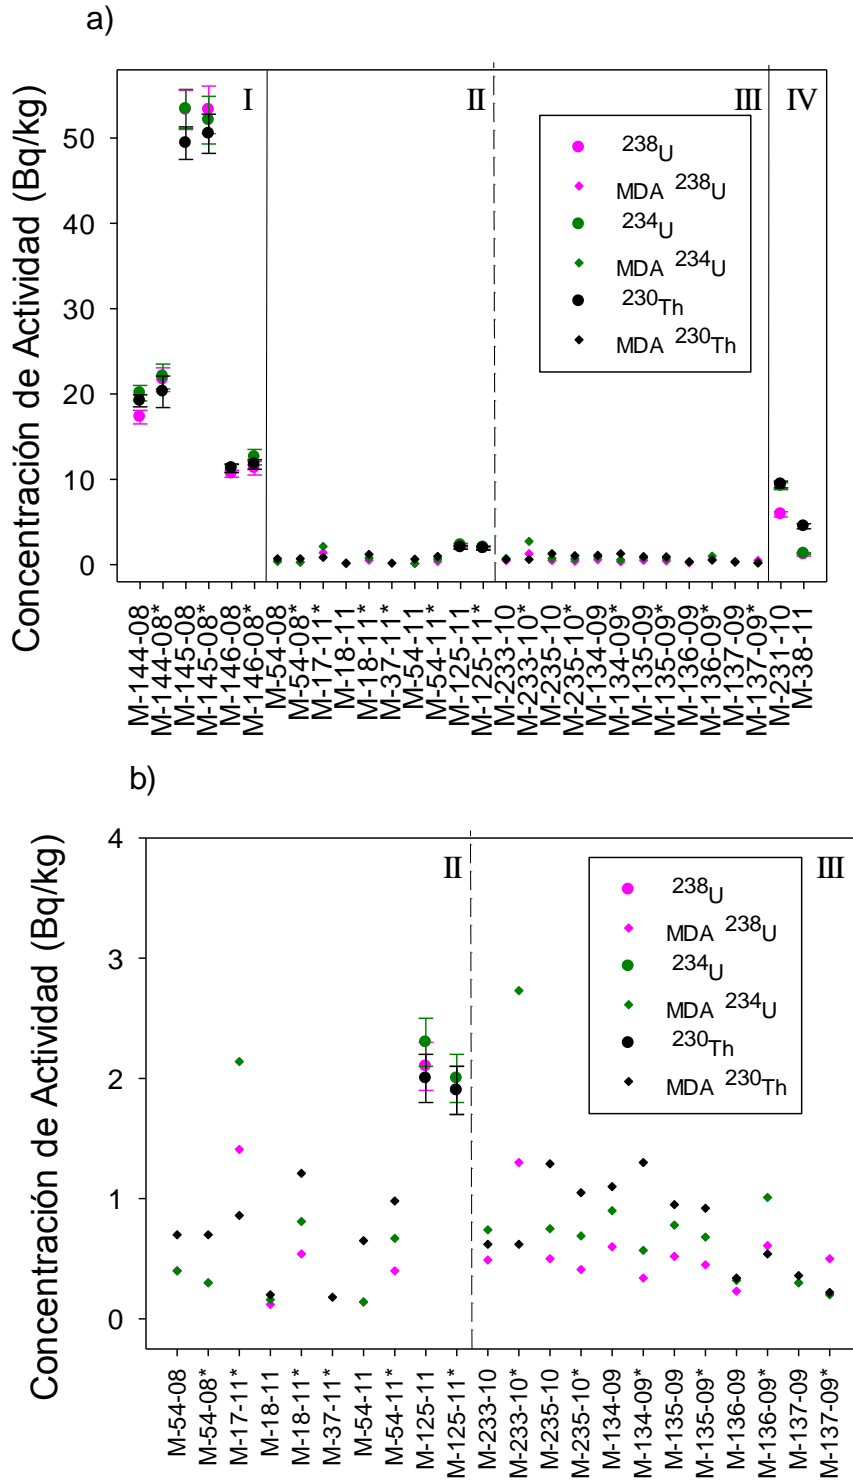 a)
Concentración de Actividad (Bq/kg)
50
40
30
20
10
0
I
II
III
IV
238U
MDA 238U
234U
MDA 234U
230Th
MDA 230Th
M-144-08
M-144-08*
M-145-08
M-145-08*
M-146-08
M-146-08*
M-54-08
M-54-08*
M-17-11*
M-18-11
M-18-11*
M-37-11*
M-54-11
M-54-11*
M-125-11
M-125-11*
M-233-10
M-233-10*
M-235-10
M-235-10*
M-134-09
M-134-09*
M-135-09
M-135-09*
M-136-09
M-136-09*
M-137-09
M-137-09*
M-231-10
M-38-11
b)
Concentración de Actividad (Bq/kg)
4
3
2
1
0
II
III
238U
MDA 238U
234U
MDA 234U
230Th
MDA 230Th
M-54-08
M-54-08*
M-17-11*
M-18-11
M-18-11*
M-37-11*
M-54-11
M-54-11*
M-125-11
M-125-11*
M-233-10
M-233-10*
M-235-10
M-235-10*
M-134-09
M-134-09*
M-135-09
M-135-09*
M-136-09
M-136-09*
M-137-09
M-137-09*